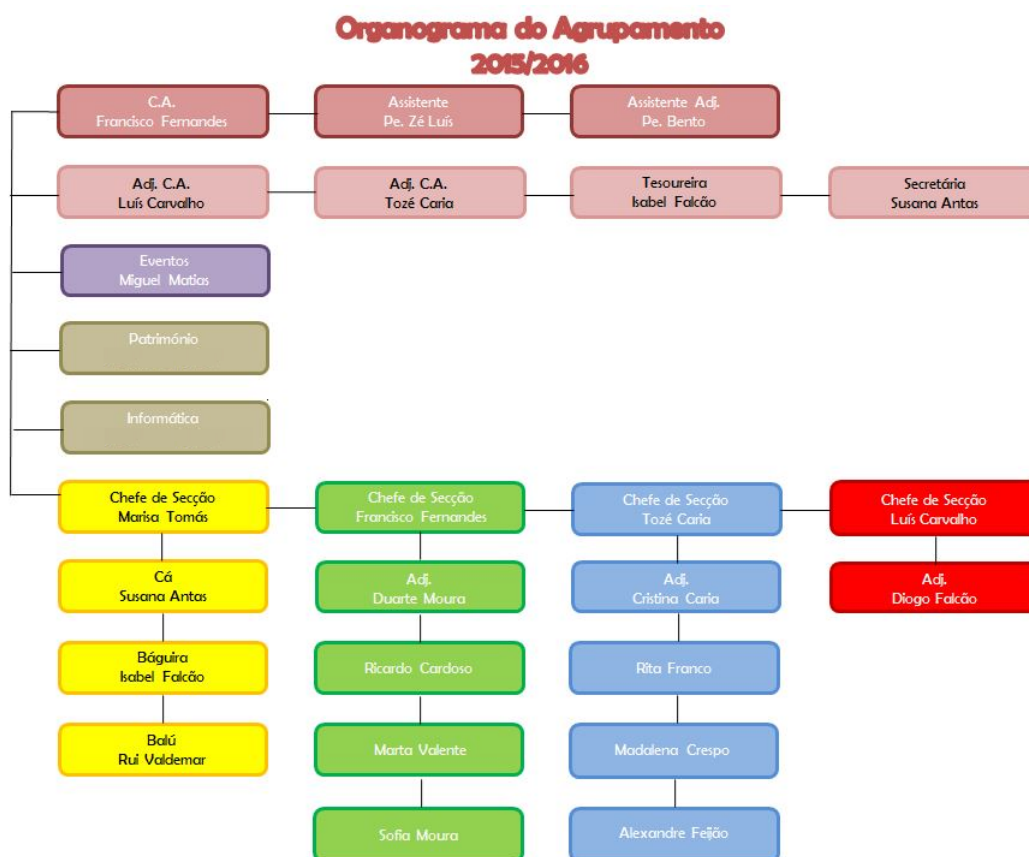 Organograma do Agrupamento
2015/2016
C.A.
Francisco Fernandes
Assistente
Pe. Zé Luís
Assistente Adj.
Pe. Bento
Adj. C.A.
Luís Carvalho
Adj. C.A.
Tozé Caria
Tesoureira
Isabel Falcão
Secretária
Susana Antas
Eventos
Miguel Matias
Património
Informática
Chefe de Secção
Marisa Tomás
Chefe de Secção
Francisco Fernandes
Chefe de Secção
Tozé Caria
Chefe de Secção
Luís Carvalho
Cá
Susana Antas
Adj.
Duarte Moura
Adj.
Cristina Caria
Adj.
Diogo Falcão
Báguira
Isabel Falcão
Ricardo Cardoso
Rita Franco
Balú
Rui Valdemar
Marta Valente
Madalena Crespo
Sofia Moura
Alexandre Feijão